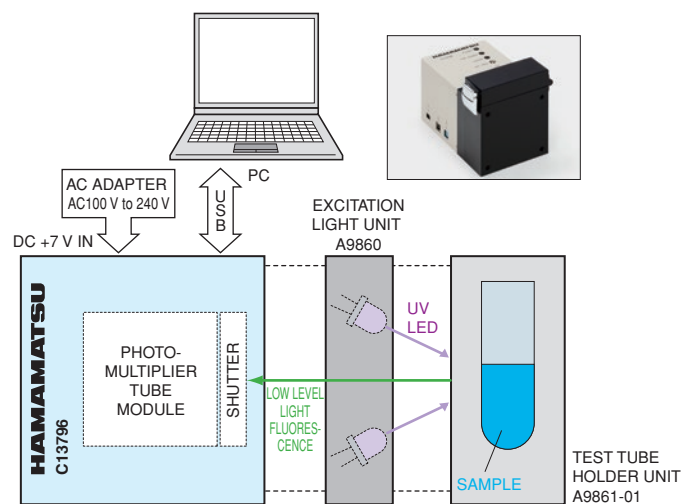 HAMAMATSU
PC
AC ADAPTER
AC100 V to 240 V
USB
DC +7 V IN
EXCITATION
LIGHT UNIT
A9860
HAMAMATSU
C13796
PHOTO-
MULTIPLIER
TUBE
MODULE
SHUTTER
UV
LED
LOW LEVEL
LIGHT
FLUORES-
CENCE
SAMPLE
TEST TUBE
HOLDER UNIT
A9861-01